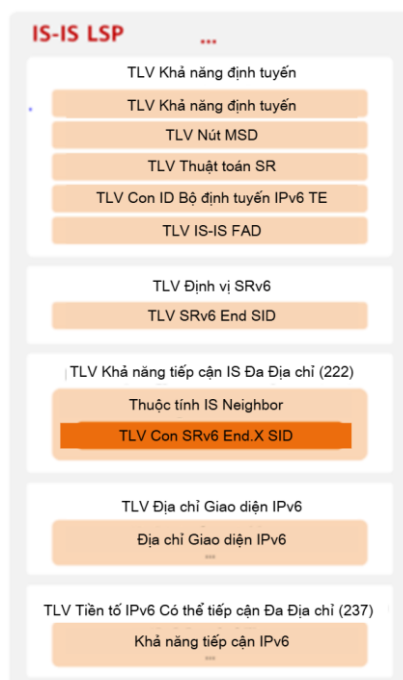 IS-IS LSP
...
TLV Khả năng định tuyến
TLV Khả năng định tuyến
TLV Nút MSD
TLV Thuật toán SR
TLV Con ID Bộ định tuyến IPv6 TE
TLV IS-IS FAD
TLV Định vị SRv6
TLV SRv6 End SID
TLV Khả năng tiếp cận IS Đa Địa chỉ (222)
Thuộc tính IS Neighbor
TLV Con SRv6 End.X SID
TLV Địa chỉ Giao diện IPv6
Địa chỉ Giao diện IPv6
...
TLV Tiền tố IPv6 Có thể tiếp cận Đa Địa chỉ (237)
Khả năng tiếp cận IPv6
...